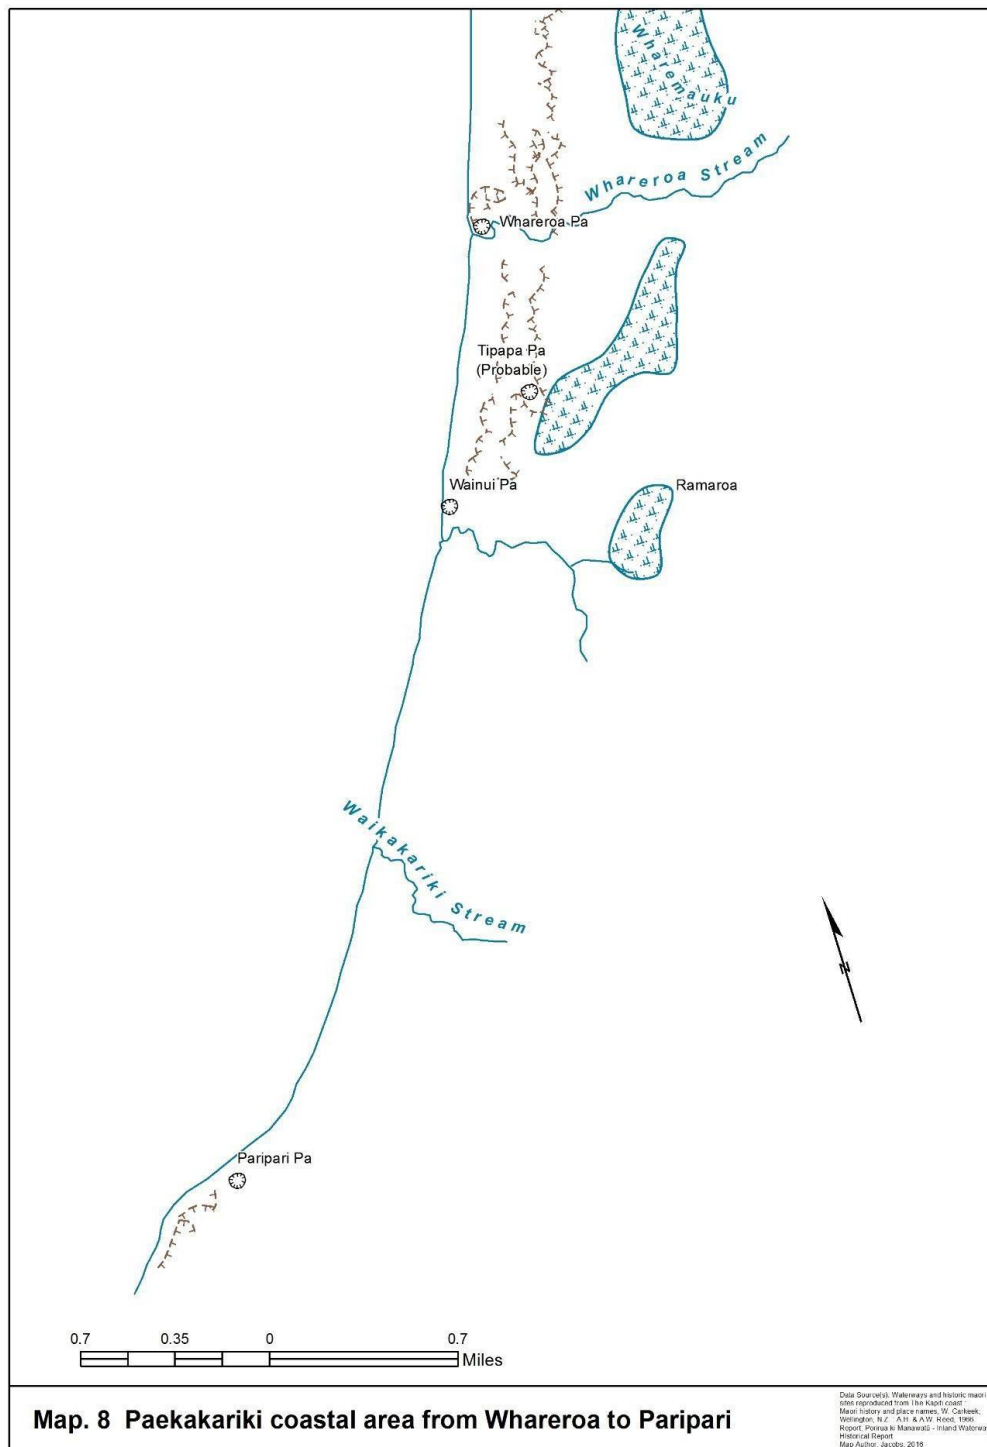 Wharemauku
Whareroa Stream
Whareroa Pa
Tipapa Pa
(Probable)
Wainui Pa
Ramaroa
Waikakariki Stream
N
Paripari Pa
0.7 0.35 0 0.7
Miles
Map. 8 Paekakariki coastal area from Whareroa to Paripari
Data Source(s): Waterways and historic maori
sites reproduced from The Kapiti coast :
Maori history and place names, W. Carkeek,
Wellington, N.Z. : A.H. & A.W. Reed, 1966
Report: Porirua ki Manawatū - Inland Waterway
Historical Report
Map Author: Jacobs, 2016